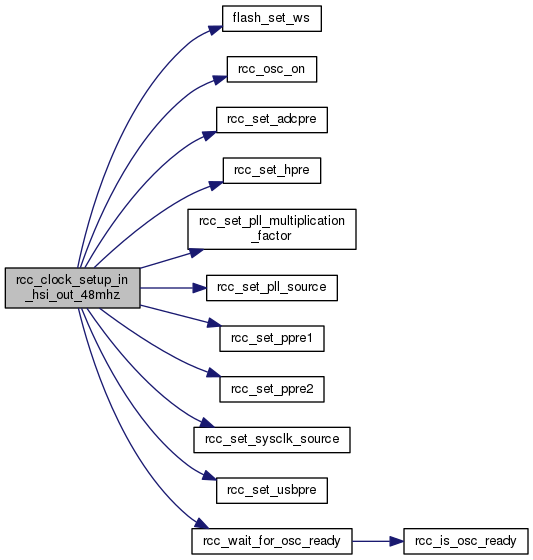 flash_set_ws
rcc_osc_on
rcc_set_adcpre
rcc_set_hpre
rcc_set_pll_multiplication
_factor
rcc_clock_setup_in
_hsi_out_48mhz
rcc_set_pll_source
rcc_set_ppre1
rcc_set_ppre2
rcc_set_sysclk_source
rcc_set_usbpre
rcc_wait_for_osc_ready
rcc_is_osc_ready